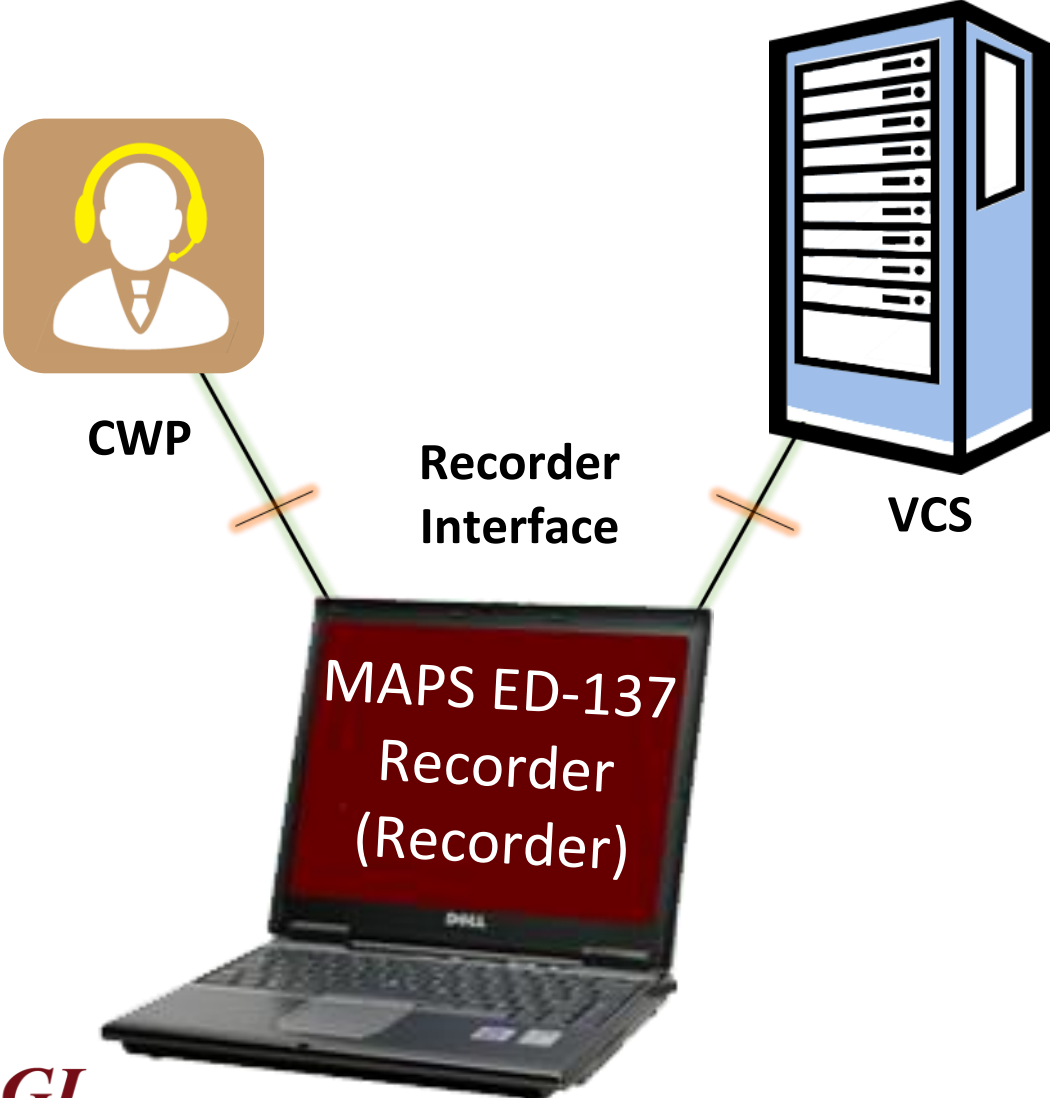 CWP
Recorder
Interface
VCS
MAPS ED-137
Recorder
(Recorder)
DELL
GL